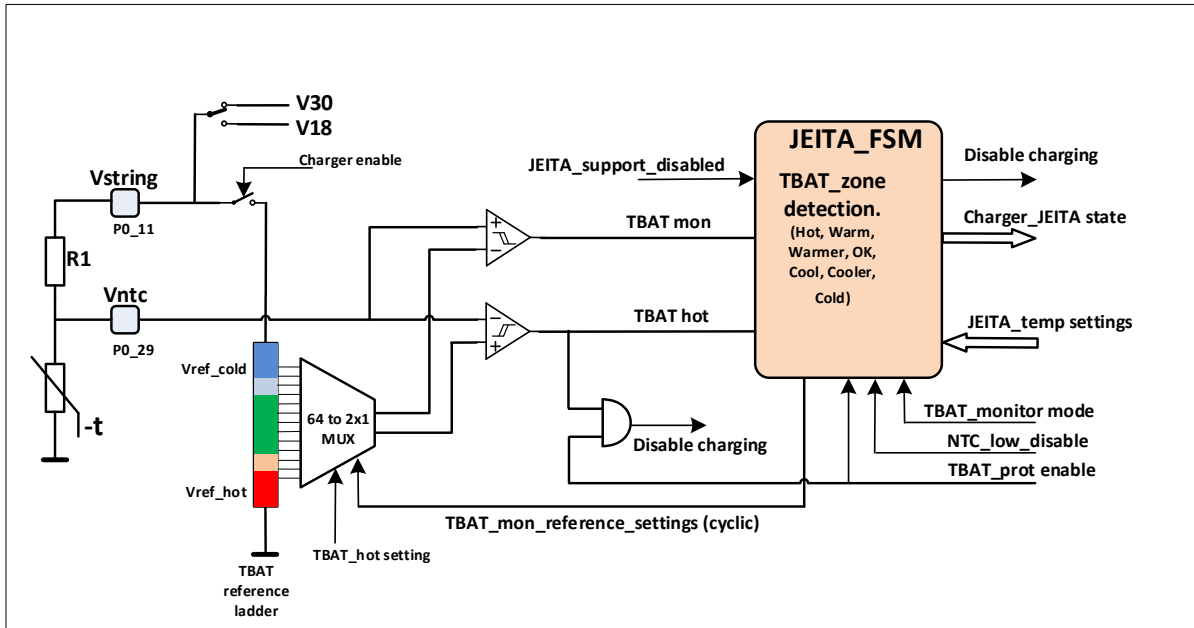 V30
V18
Charger enable
Vstring
P0_11
R1
Vntc
P0_29
-t
Vref_cold
Vref_hot
64 to 2x1
MUX
TBAT
reference
ladder
TBAT_hot setting
+
-
TBAT mon
-
+
TBAT hot
Disable charging
TBAT_mon_reference_settings (cyclic)
JEITA_support_disabled
JEITA_FSM
TBAT_zone
detection.
(Hot, Warm,
Warmer, OK,
Cool, Cooler,
Cold)
Disable charging
Charger_JEITA state
JEITA_temp settings
TBAT_monitor mode
NTC_low_disable
TBAT_prot enable